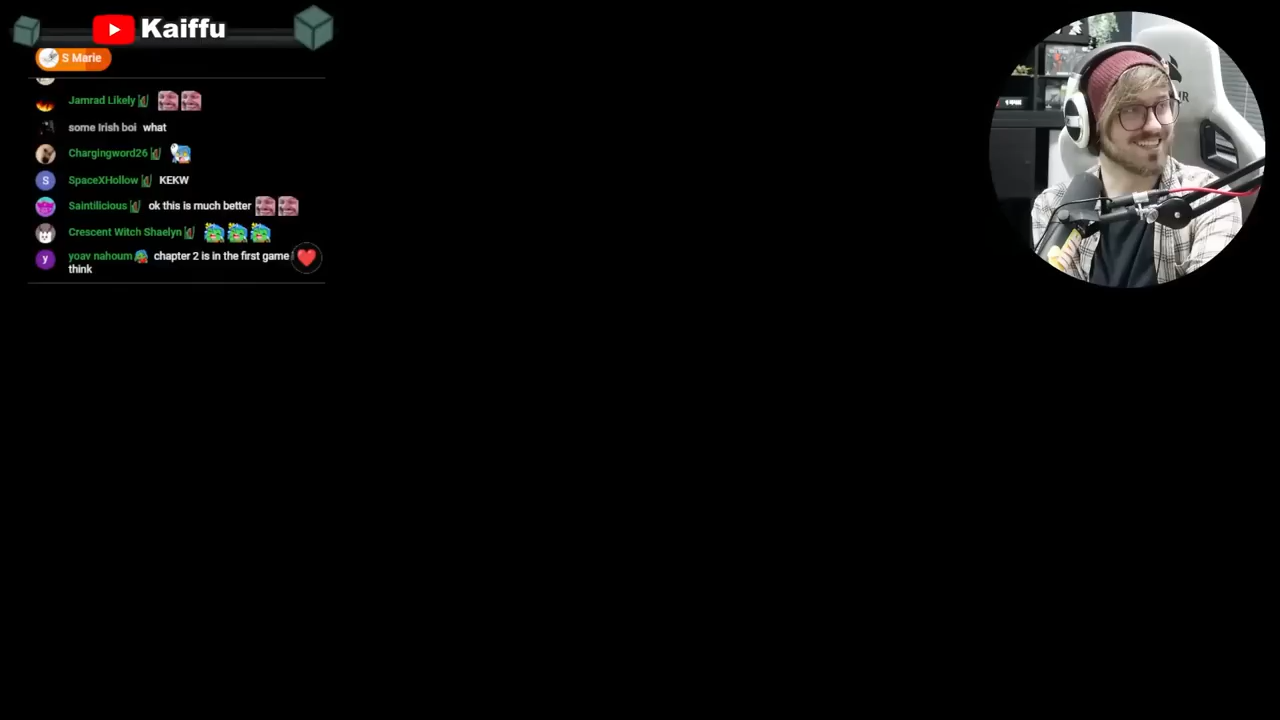 Kaiffu
S Marie
Jamrad Likely
some Irish boi what
Chargingword26
S SpaceXHollow KEKW
Saintilicious ok this is much better
Crescent Witch Shaelyn
y yoav nahoum chapter 2 is in the first game
think